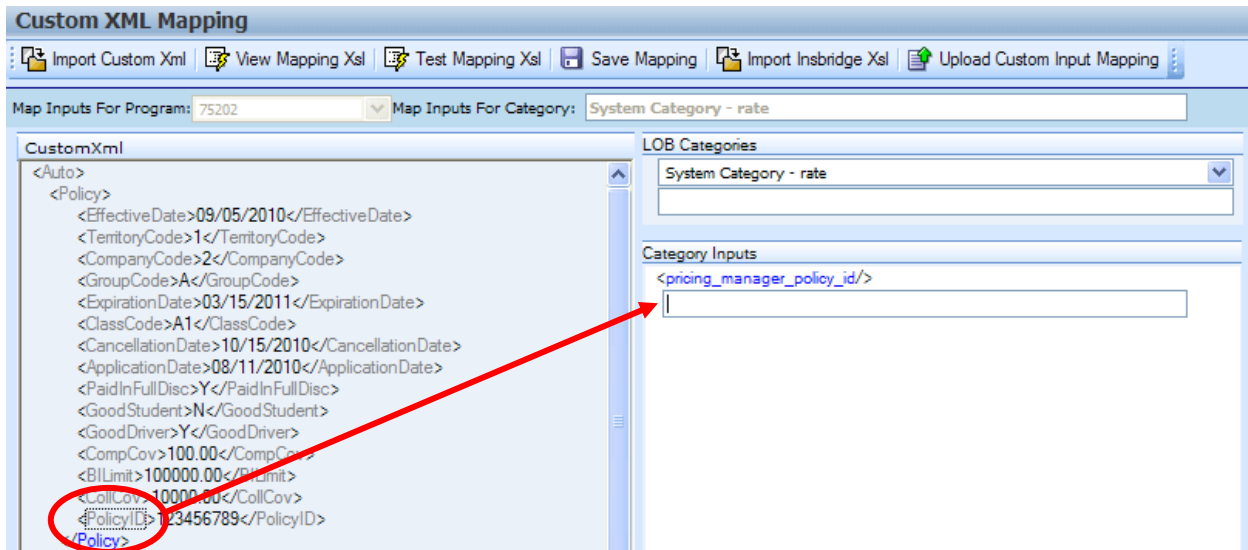 Custom XML Mapping
Import Custom Xml View Mapping Xsl Test Mapping Xsl Save Mapping Import Insbridge Xsl Upload Custom Input Mapping
Map Inputs For Program: 75202 Map Inputs For Category: System Category - rate
CustomXml
<Auto>
<Policy>
<EffectiveDate>09/05/2010</EffectiveDate>
<TerritoryCode>1</TerritoryCode>
<CompanyCode>2</CompanyCode>
<GroupCode>A</GroupCode>
<ExpirationDate>03/15/2011</ExpirationDate>
<ClassCode>A1</ClassCode>
<CancellationDate>10/15/2010</CancellationDate>
<ApplicationDate>08/11/2010</ApplicationDate>
<PaidInFullDisc>Y</PaidInFullDisc>
<GoodStudent>N</GoodStudent>
<GoodDriver>Y</GoodDriver>
<CompCov>100.00</CompCov>
<BILimit>100000.00</BILimit>
<CollCov>10000.00</CollCov>
<PolicyID>123456789</PolicyID>
</Policy>
LOB Categories
System Category - rate
Category Inputs
<pricing_manager_policy_id/>